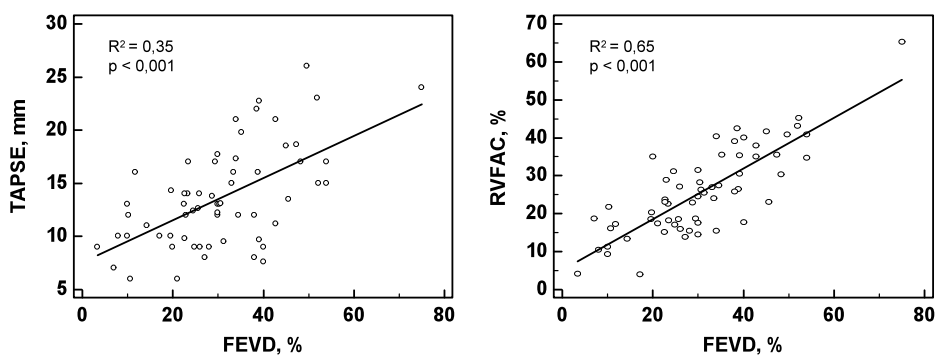 30
25
20
15
10
5
TAPSE, mm
R² = 0,35
p < 0,001
0 20 40 60 80
FEVD, %
70
60
50
40
30
20
10
0
RVFAC, %
R² = 0,65
p < 0,001
0 20 40 60 80
FEVD, %